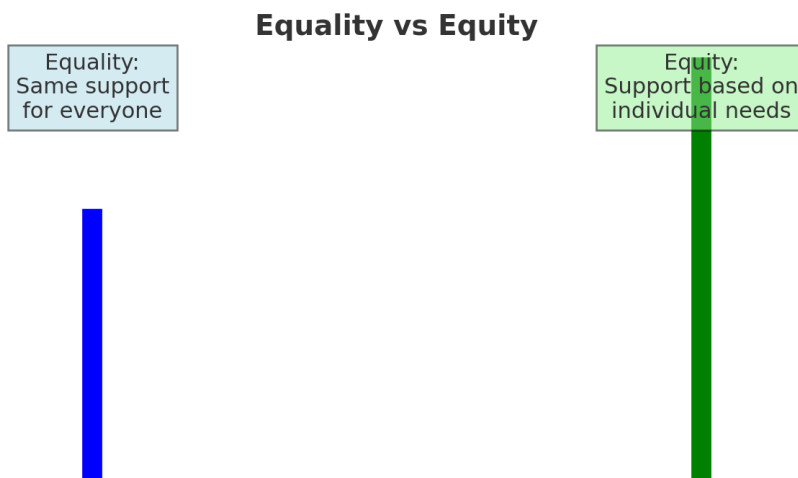 Equality vs Equity
Equality:
Same support
for everyone
Equity:
Support based on
individual needs